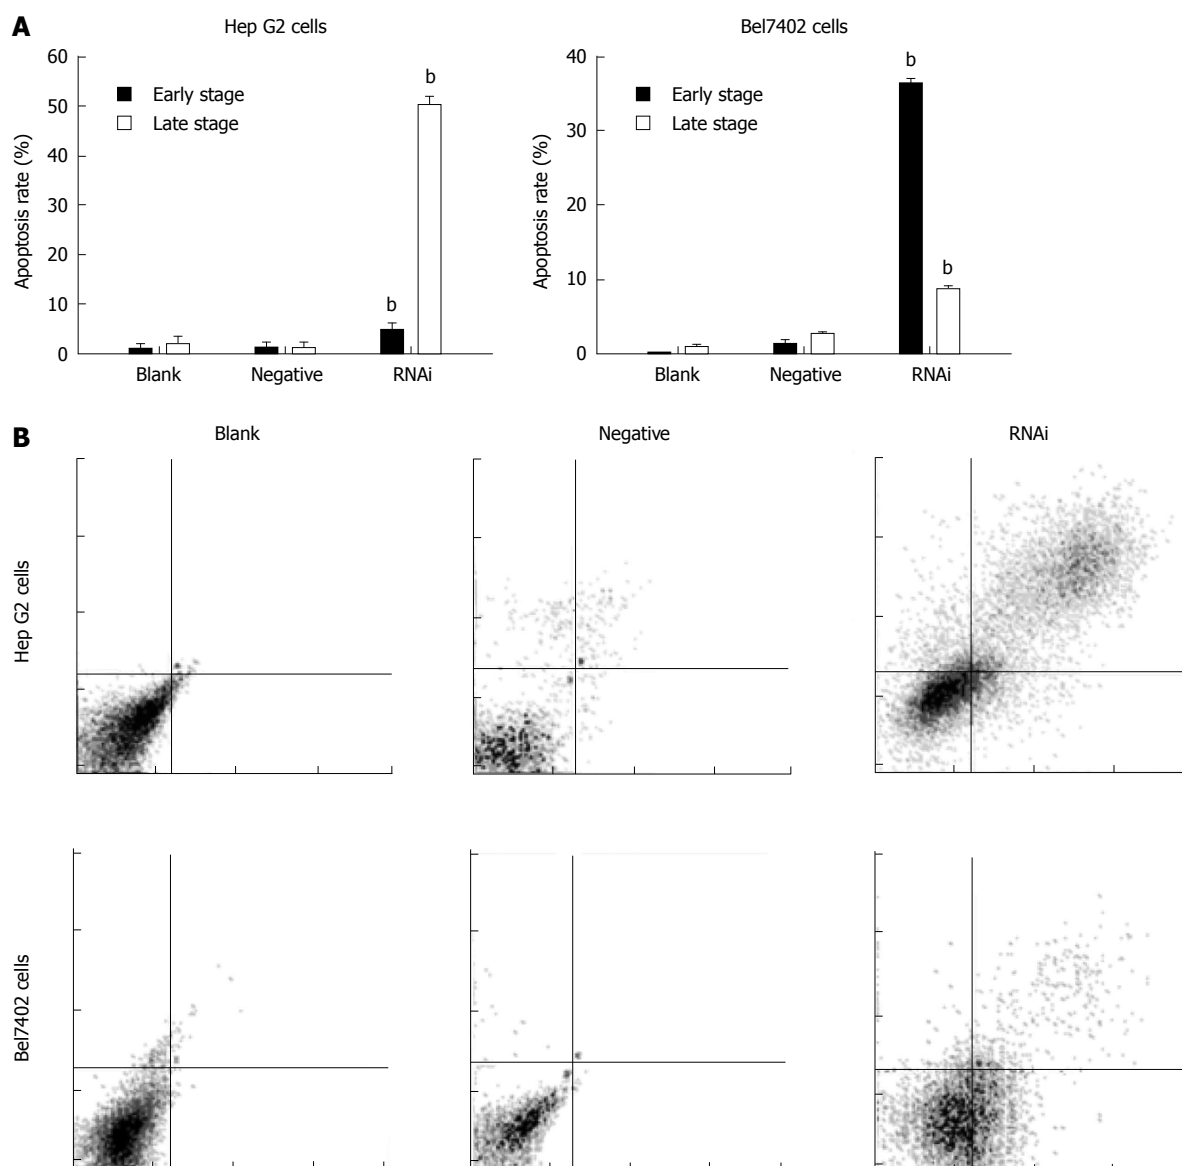 A
Hep G2 cells
Apoptosis rate (%)
60
50
40
30
20
10
0
Early stage
Late stage
b
b
Blank
Negative
RNAi
Bel7402 cells
Apoptosis rate (%)
40
30
20
10
0
Early stage
Late stage
b
b
Blank
Negative
RNAi
B
Blank
Negative
RNAi
Hep G2 cells
Bel7402 cells